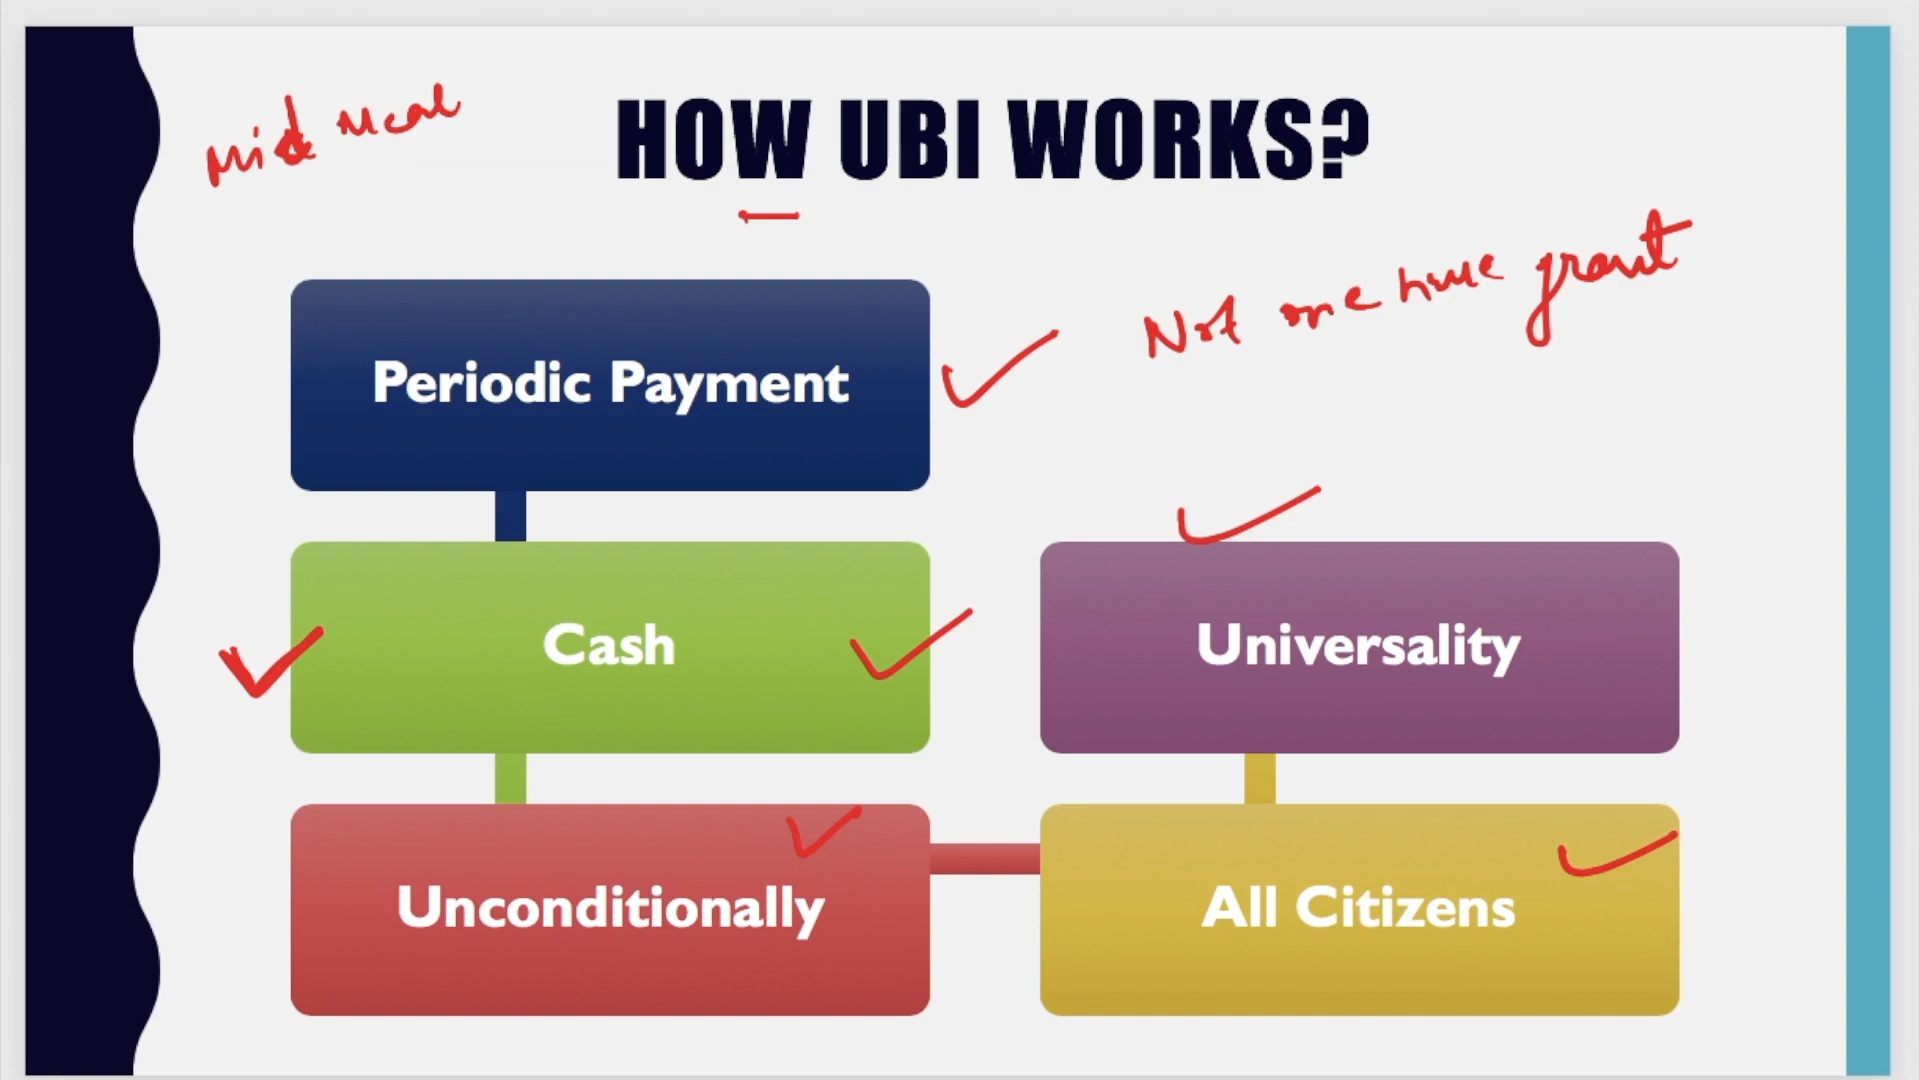 mid meal
HOW UBI WORKS?
Not one time grant
Periodic Payment
Cash
Universality
Unconditionally
All Citizens